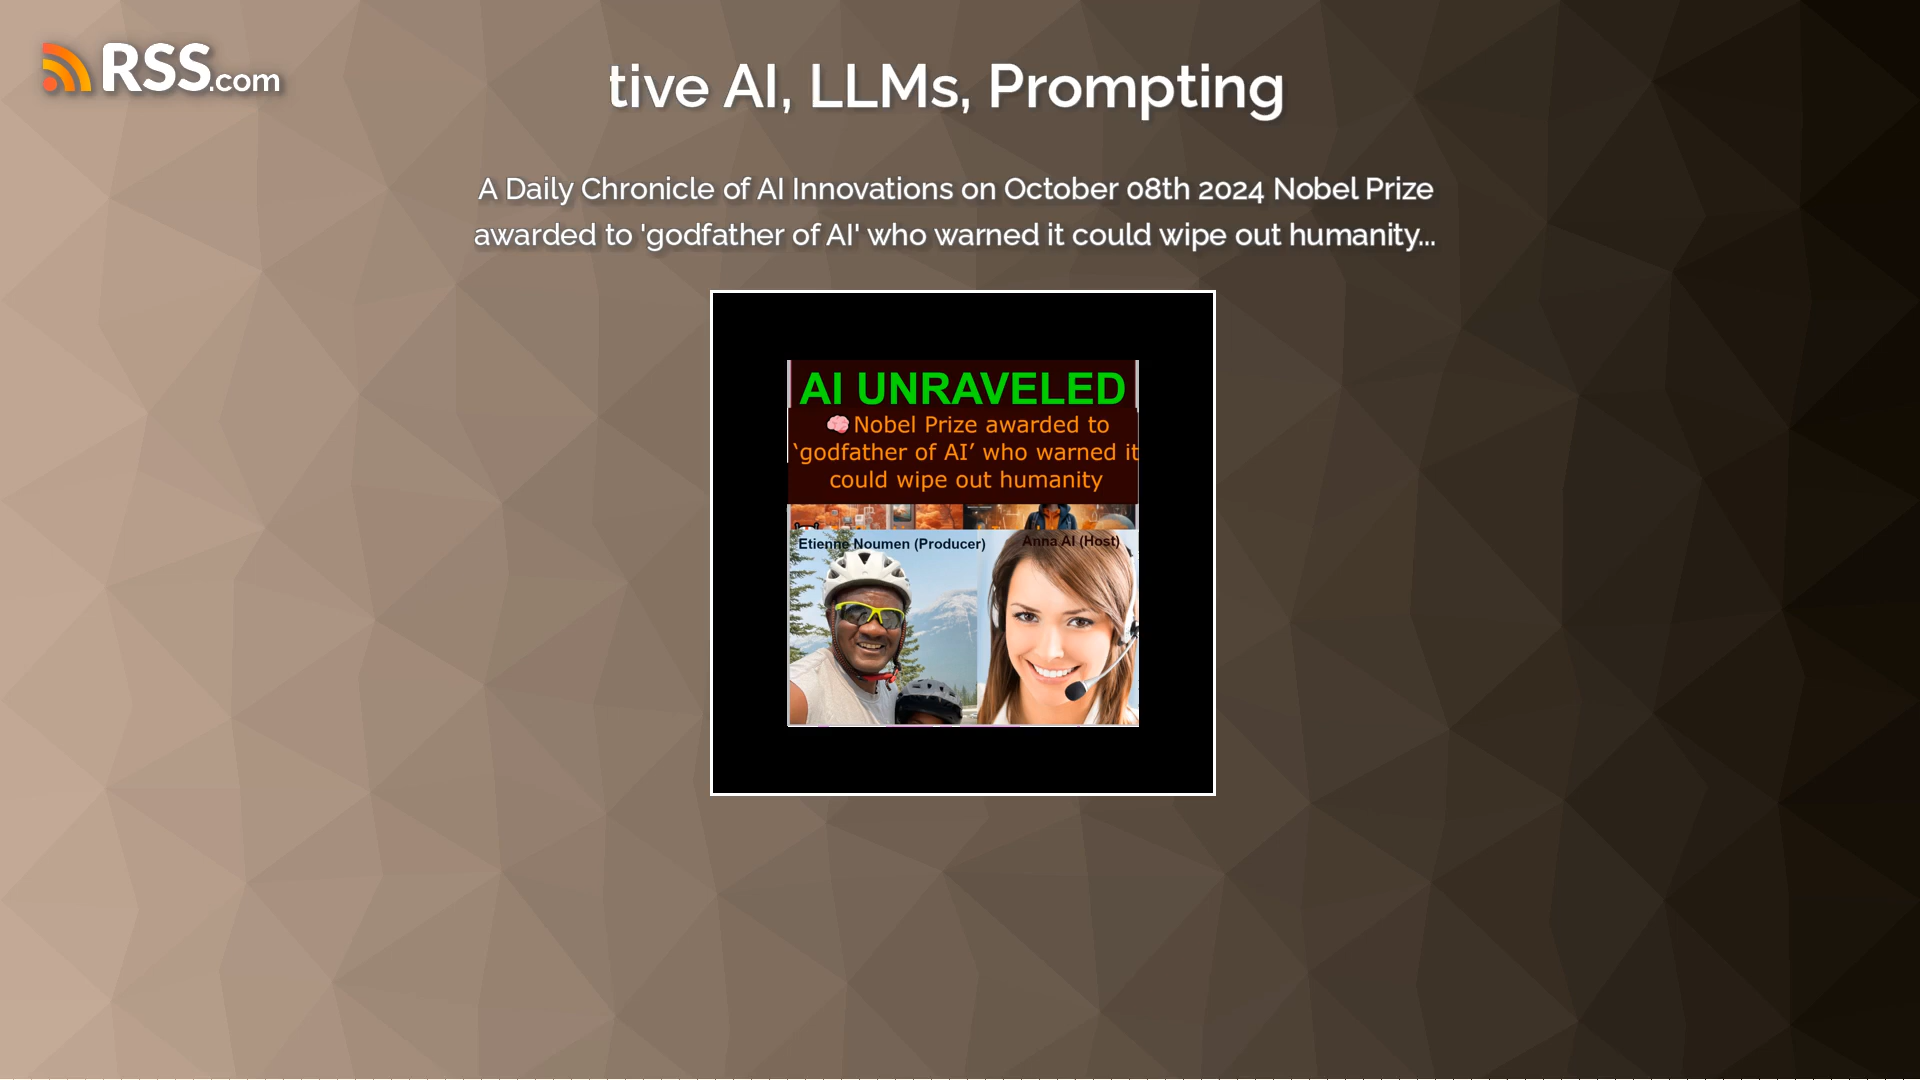 RSS.com
tive AI, LLMs, Prompting
A Daily Chronicle of AI Innovations on October 08th 2024 Nobel Prize
awarded to 'godfather of AI' who warned it could wipe out humanity...
AI UNRAVELED
🧠Nobel Prize awarded to
‘godfather of AI’ who warned it
could wipe out humanity
Etienne Noumen (Producer)
Anna AI (Host)